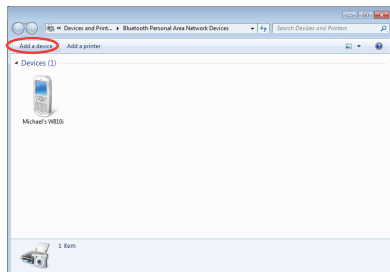 Devices and Print... ▸ Bluetooth Personal Area Network Devices
Search Devices and Printers
Add a device Add a printer
Devices (1)
Michael's W810i
1 item